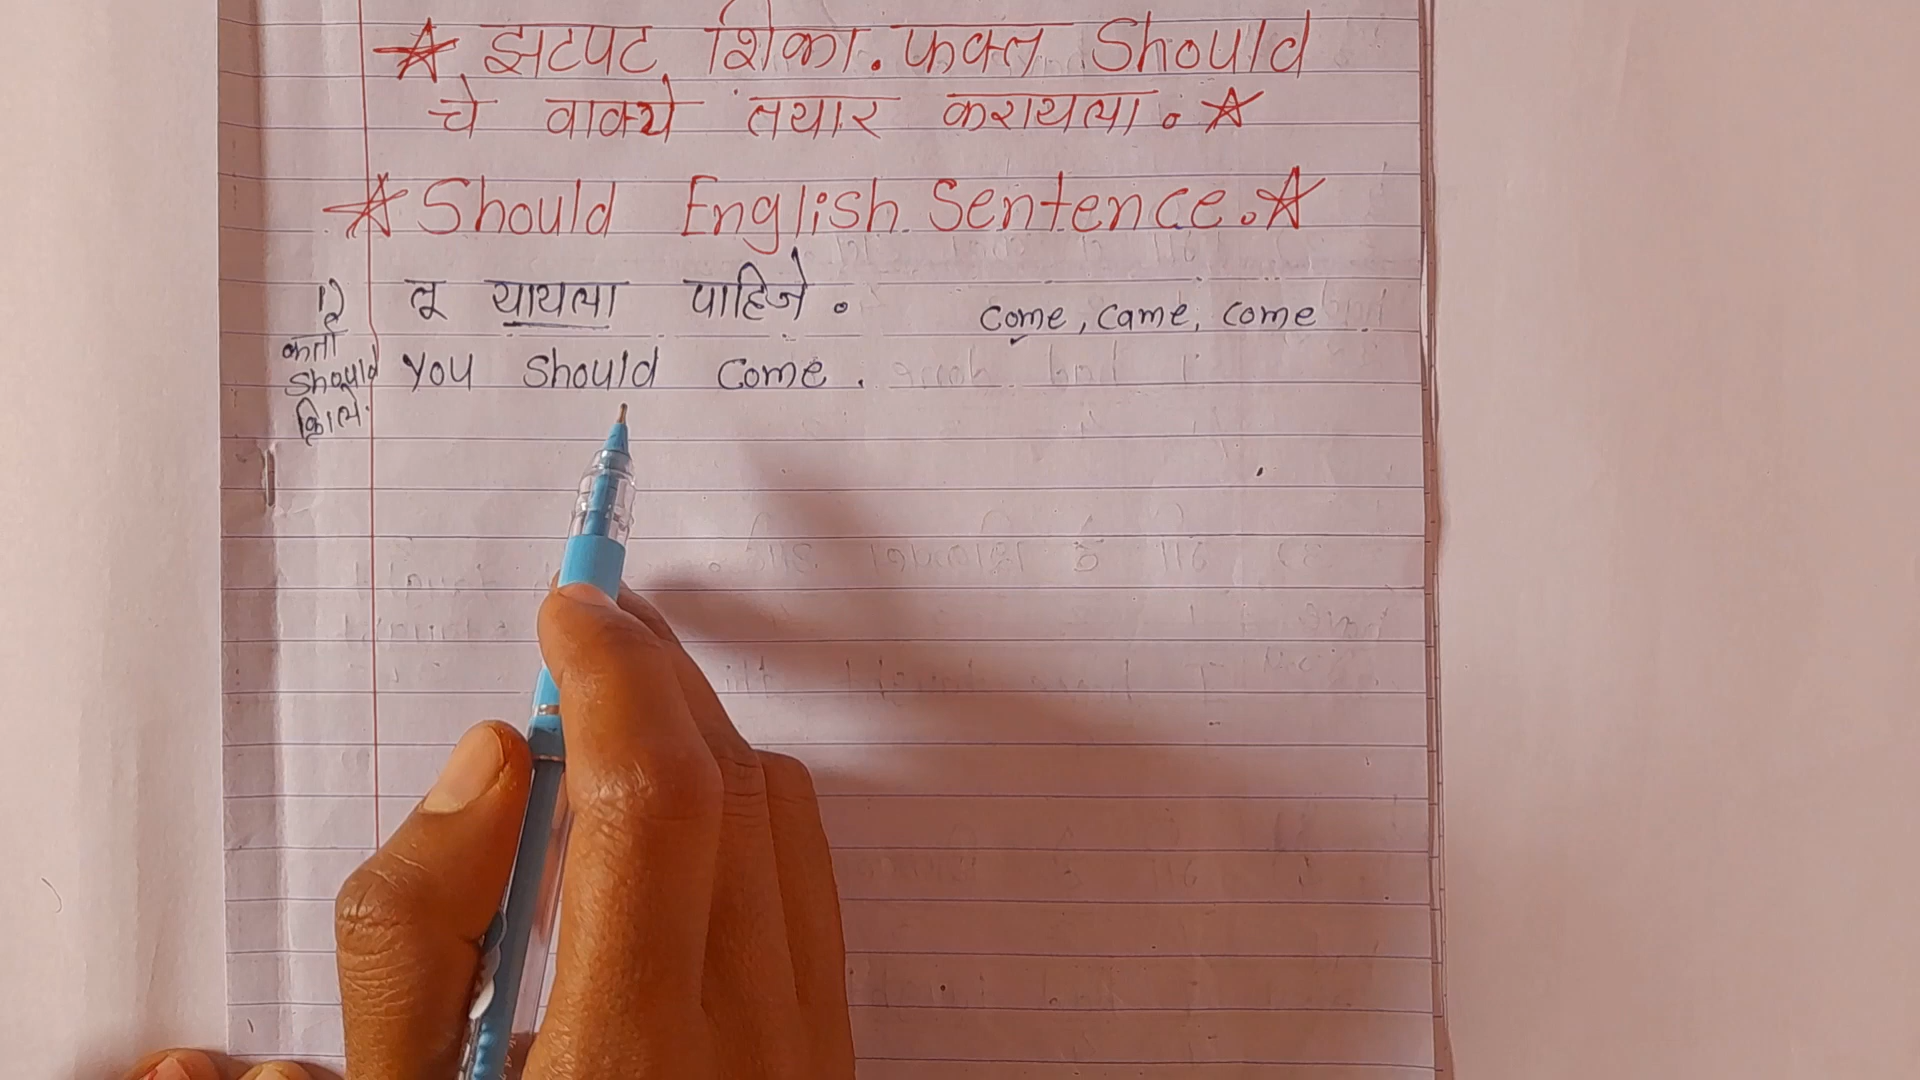 ☆ झटपट शिका. फक्त Should
चे वाक्ये तयार करायला. ☆
☆ Should English Sentence. ☆
1) तू यायला पाहिजे.
come, came, come
कर्ता
should
You should come.